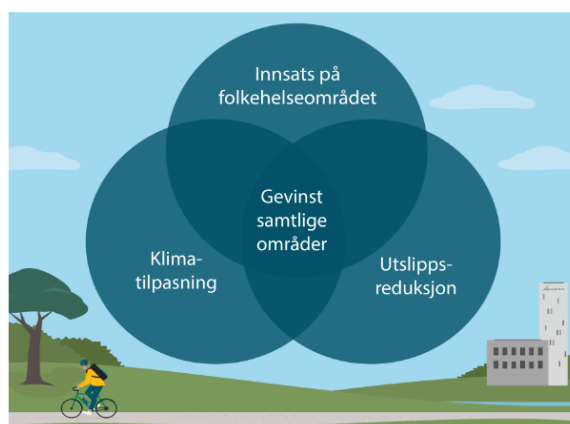 Innsats på
folkehelseområdet
Gevinst
samtlige
områder
Klima-
tilpasning
Utslipps-
reduksjon